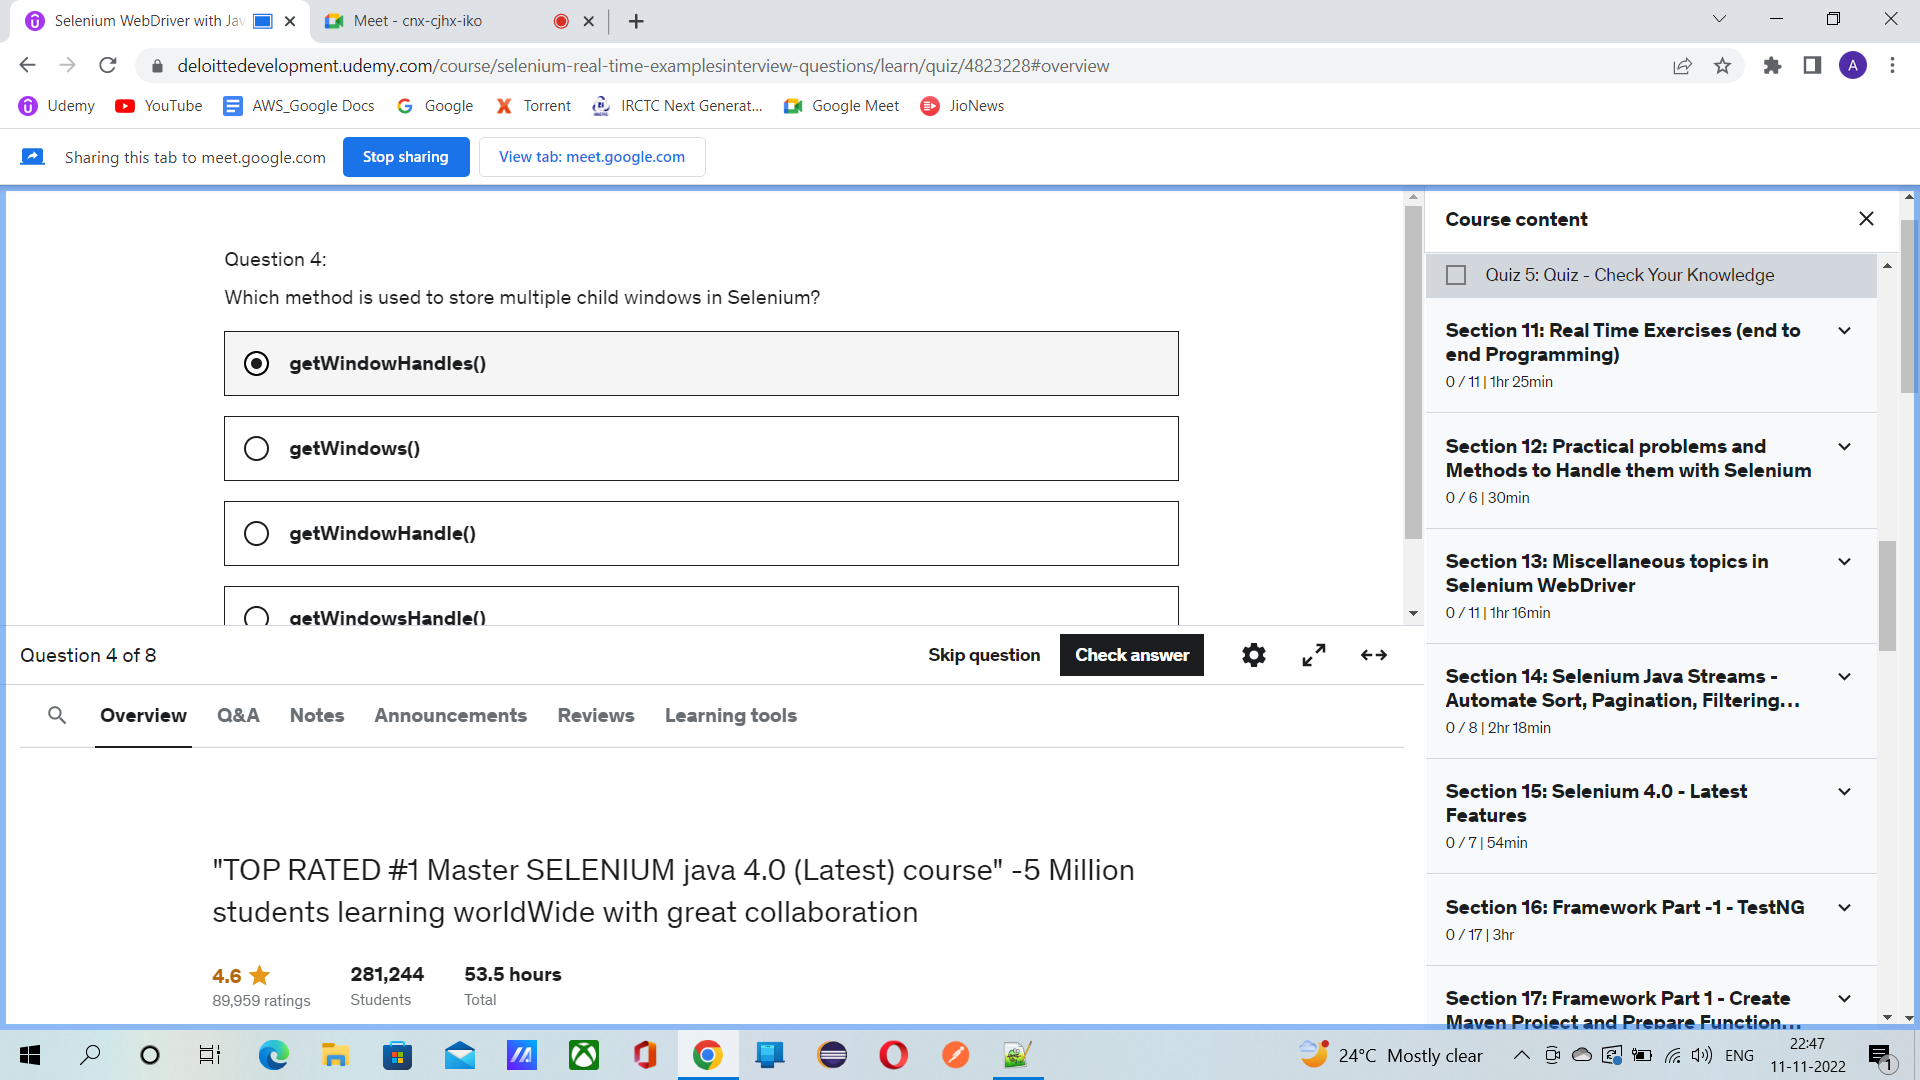 Selenium WebDriver with Jav
Meet - cnx-cjhx-iko
deloittedevelopment.udemy.com/course/selenium-real-time-examplesinterview-questions/learn/quiz/4823228#overview
A
Udemy YouTube AWS_Google Docs Google Torrent IRCTC Next Generat... Google Meet JioNews
Sharing this tab to meet.google.com Stop sharing View tab: meet.google.com
Question 4:
Which method is used to store multiple child windows in Selenium?
getWindowHandles()
getWindows()
getWindowHandle()
getWindowsHandle()
Question 4 of 8 Skip question Check answer
Overview Q&A Notes Announcements Reviews Learning tools
"TOP RATED #1 Master SELENIUM java 4.0 (Latest) course" -5 Million
students learning worldWide with great collaboration
4.6 281,244 53.5 hours
89,959 ratings Students Total
Course content
Quiz 5: Quiz - Check Your Knowledge
Section 11: Real Time Exercises (end to
end Programming)
0 / 11 | 1hr 25min
Section 12: Practical problems and
Methods to Handle them with Selenium
0 / 6 | 30min
Section 13: Miscellaneous topics in
Selenium WebDriver
0 / 11 | 1hr 16min
Section 14: Selenium Java Streams -
Automate Sort, Pagination, Filtering...
0 / 8 | 2hr 18min
Section 15: Selenium 4.0 - Latest
Features
0 / 7 | 54min
Section 16: Framework Part -1 - TestNG
0 / 17 | 3hr
Section 17: Framework Part 1 - Create
Maven Project and Prepare Function...
24°C Mostly clear
ENG
22:47
11-11-2022
1